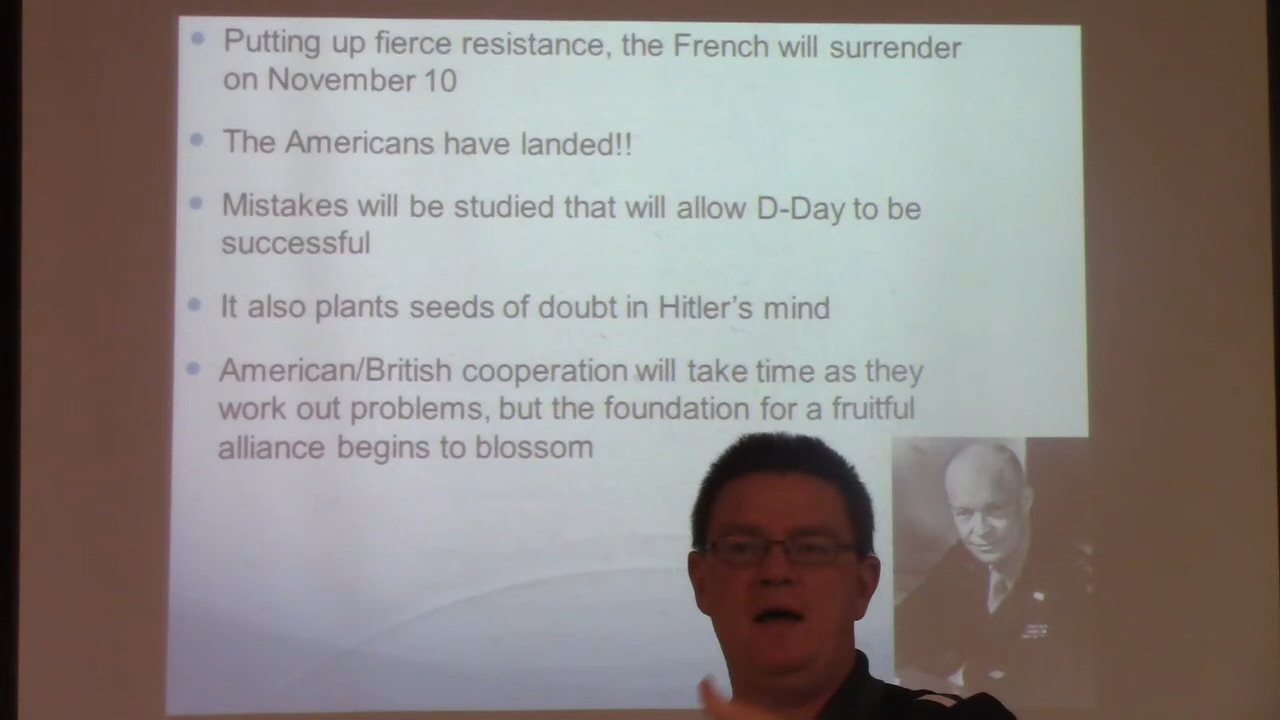 Putting up fierce resistance, the French will surrender
on November 10
The Americans have landed!!
Mistakes will be studied that will allow D-Day to be
successful
It also plants seeds of doubt in Hitler's mind
American/British cooperation will take time as they
work out problems, but the foundation for a fruitful
alliance begins to blossom